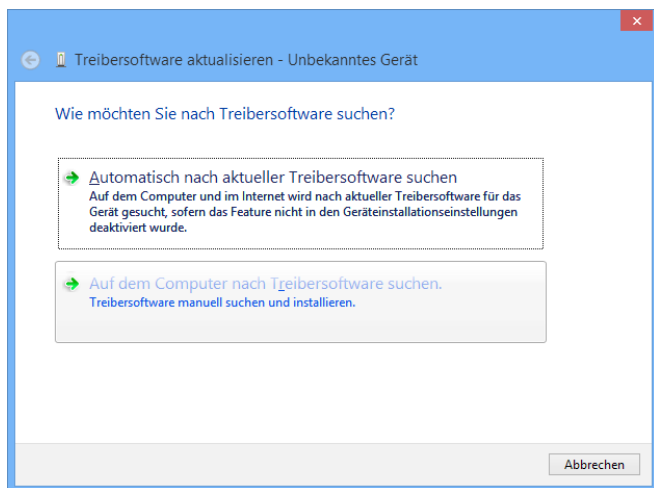 Treibersoftware aktualisieren - Unbekanntes Gerät
Wie möchten Sie nach Treibersoftware suchen?
Automatisch nach aktueller Treibersoftware suchen
Auf dem Computer und im Internet wird nach aktueller Treibersoftware für das
Gerät gesucht, sofern das Feature nicht in den Geräteinstallationseinstellungen
deaktiviert wurde.
Auf dem Computer nach Treibersoftware suchen.
Treibersoftware manuell suchen und installieren.
Abbrechen